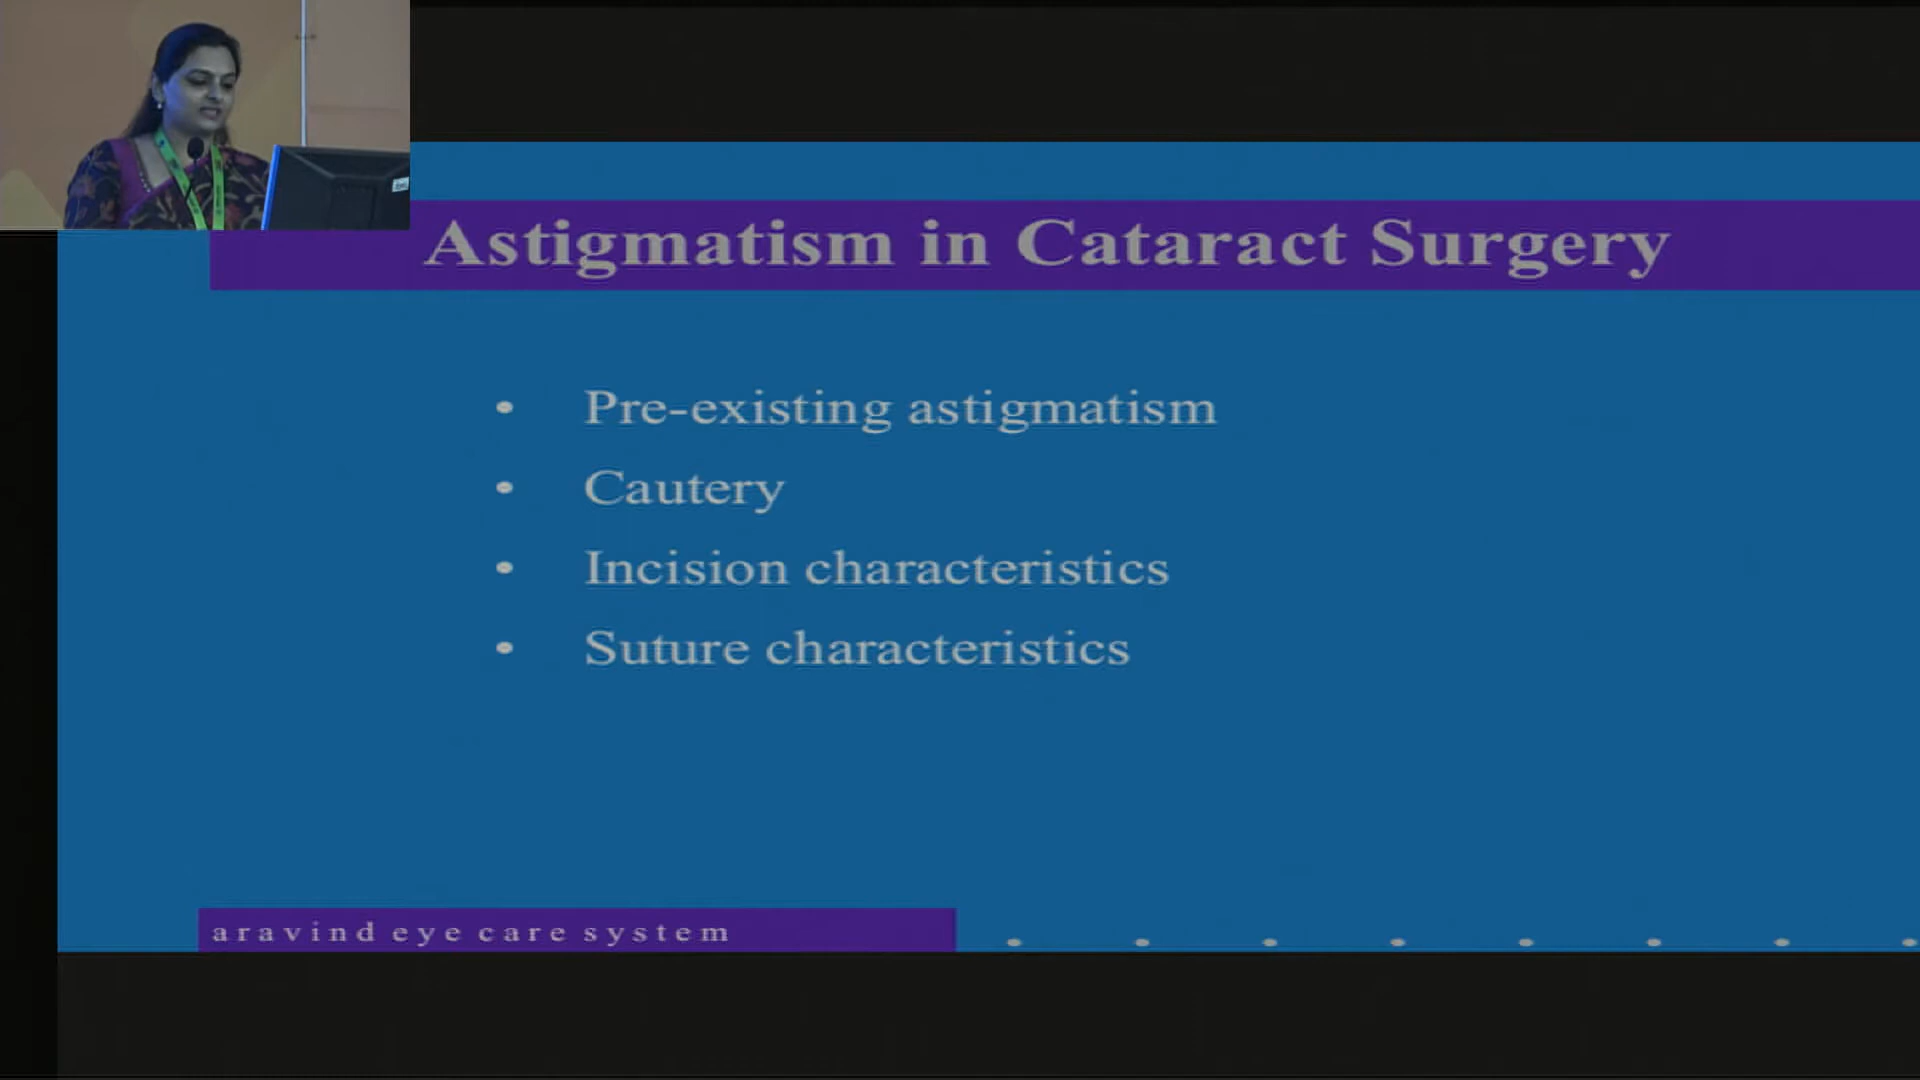 Astigmatism in Cataract Surgery
• Pre-existing astigmatism
• Cautery
• Incision characteristics
• Suture characteristics
aravind eye care system